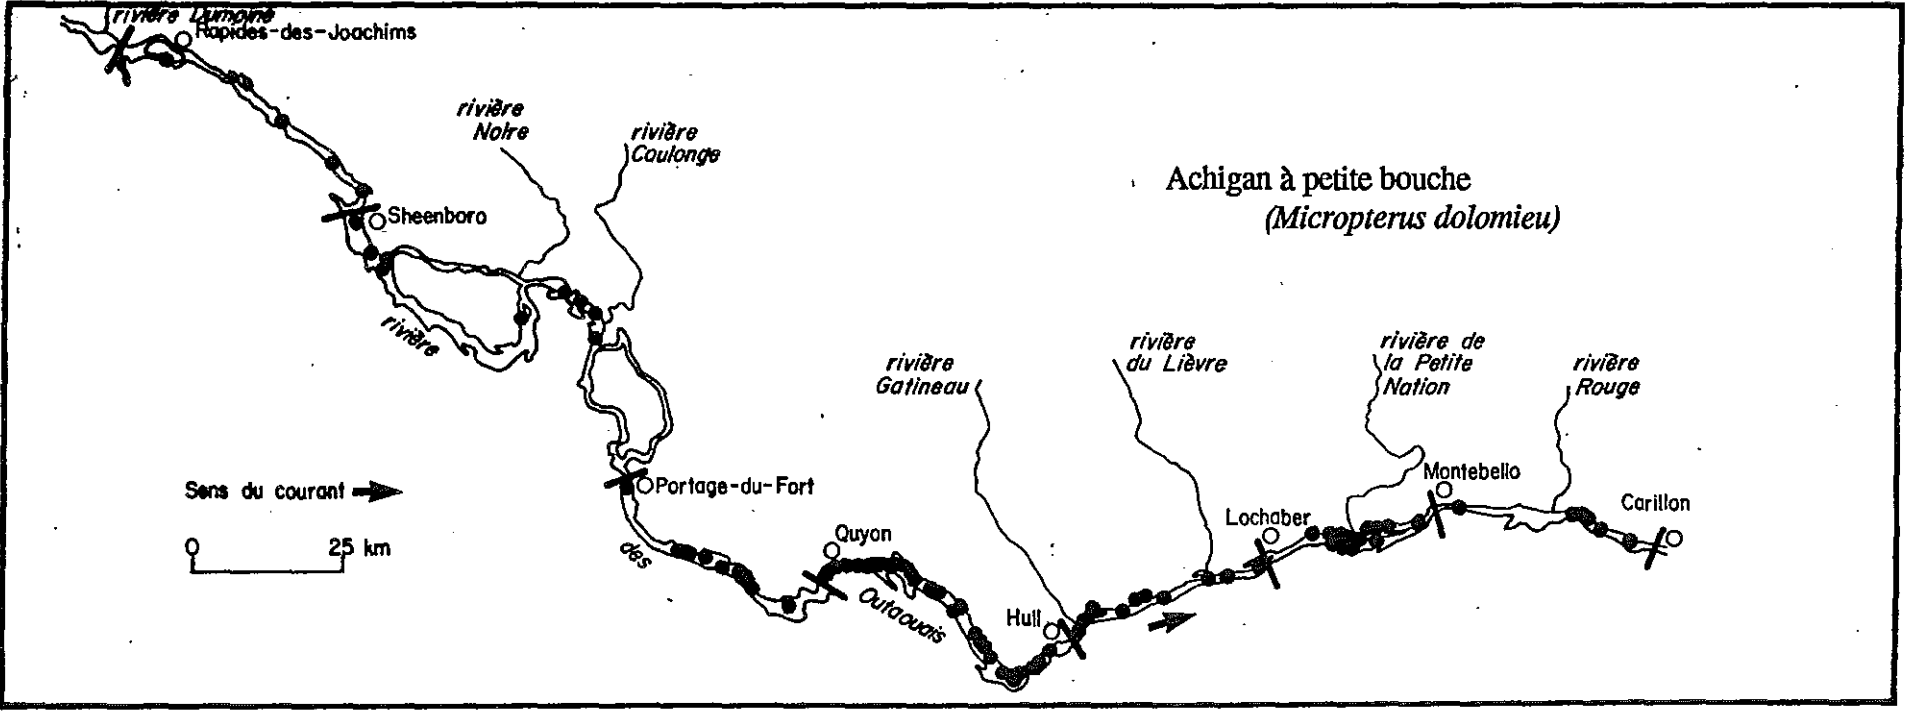 rivière Dumoine
Rapides-des-Joachims
rivière
Noire
rivière
Coulonge
Achigan à petite bouche
(Micropterus dolomieu)
Sheenboro
rivière
rivière
Gatineau
rivière
du Lièvre
rivière de
la Petite
Nation
rivière
Rouge
Sens du courant
Portage-du-Fort
Montebello
Carillon
Lochaber
0 25 km
des
Quyon
Outaouais
Hull